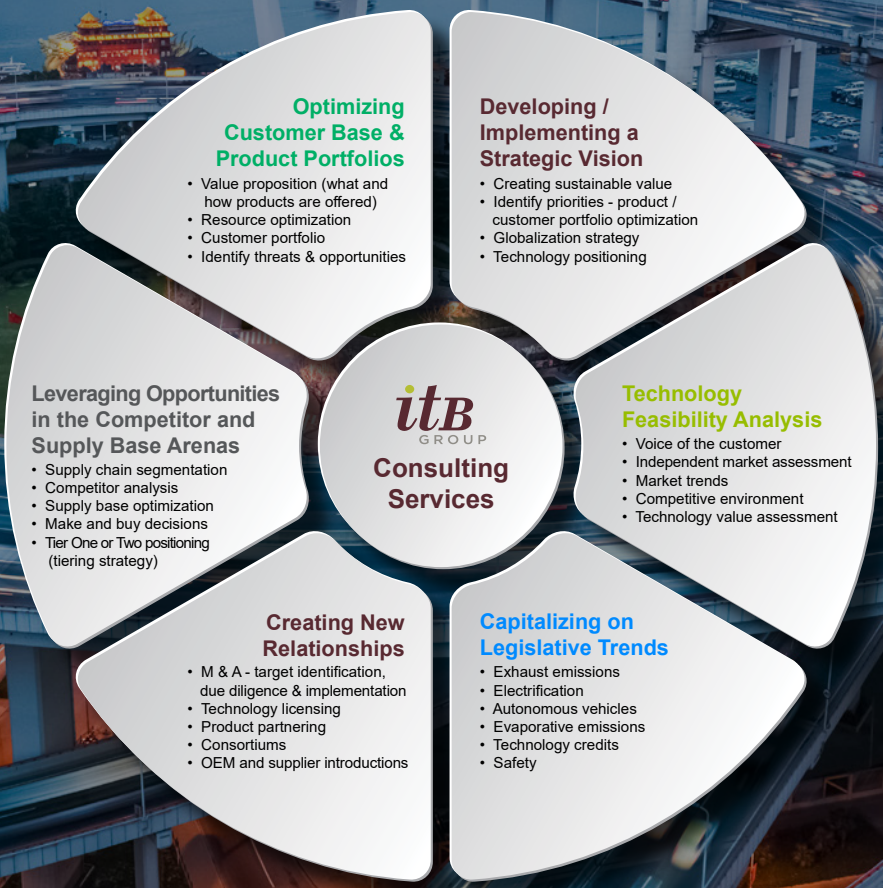 Optimizing
Customer Base &
Product Portfolios
• Value proposition (what and
how products are offered)
• Resource optimization
• Customer portfolio
• Identify threats & opportunities
Developing /
Implementing a
Strategic Vision
• Creating sustainable value
• Identify priorities - product /
customer portfolio optimization
• Globalization strategy
• Technology positioning
Leveraging Opportunities
in the Competitor and
Supply Base Arenas
• Supply chain segmentation
• Competitor analysis
• Supply base optimization
• Make and buy decisions
• Tier One or Two positioning
(tiering strategy)
itB
GROUP
Consulting
Services
Technology
Feasibility Analysis
• Voice of the customer
• Independent market assessment
• Market trends
• Competitive environment
• Technology value assessment
Creating New
Relationships
• M & A - target identification,
due diligence & implementation
• Technology licensing
• Product partnering
• Consortiums
• OEM and supplier introductions
Capitalizing on
Legislative Trends
• Exhaust emissions
• Electrification
• Autonomous vehicles
• Evaporative emissions
• Technology credits
• Safety